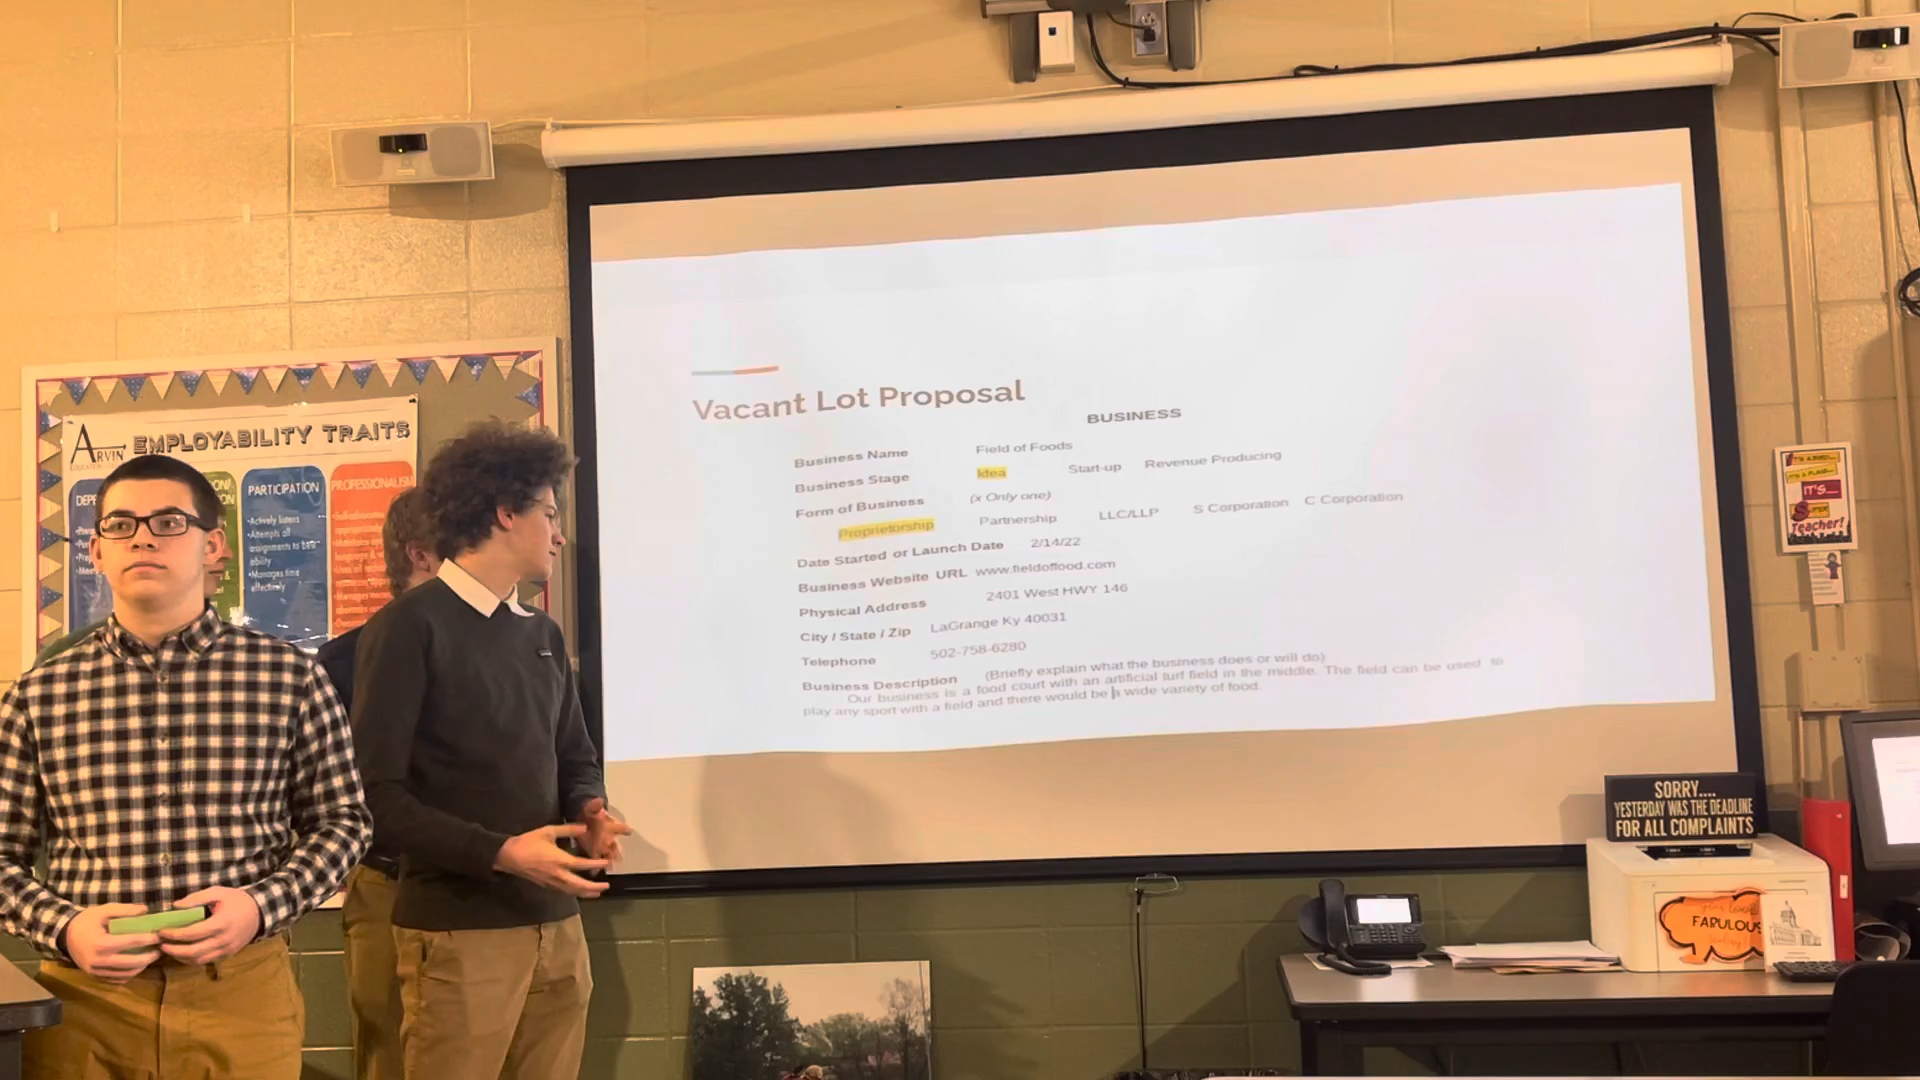 Vacant Lot Proposal
BUSINESS
Business Name Field of Foods
Business Stage Idea Start-up Revenue Producing
Form of Business (x Only one)
Proprietorship Partnership LLC/LLP S Corporation C Corporation
Date Started or Launch Date 2/14/22
Business Website URL www.fieldoffood.com
Physical Address 2401 West HWY 146
City / State / Zip LaGrange Ky 40031
Telephone 502-758-6280
Business Description (Briefly explain what the business does or will do)
Our business is a food court with an artificial turf field in the middle. The field can be used to
play any sport with a field and there would be a wide variety of food.
ARVIN
EMPLOYABILITY TRAITS
PARTICIPATION
•Actively listens
•Attempts all
assignments to best
ability
•Manages time
effectively
PROFESSIONALISM
IT'S...
Teacher!
SORRY....
YESTERDAY WAS THE DEADLINE
FOR ALL COMPLAINTS
FABULOUS